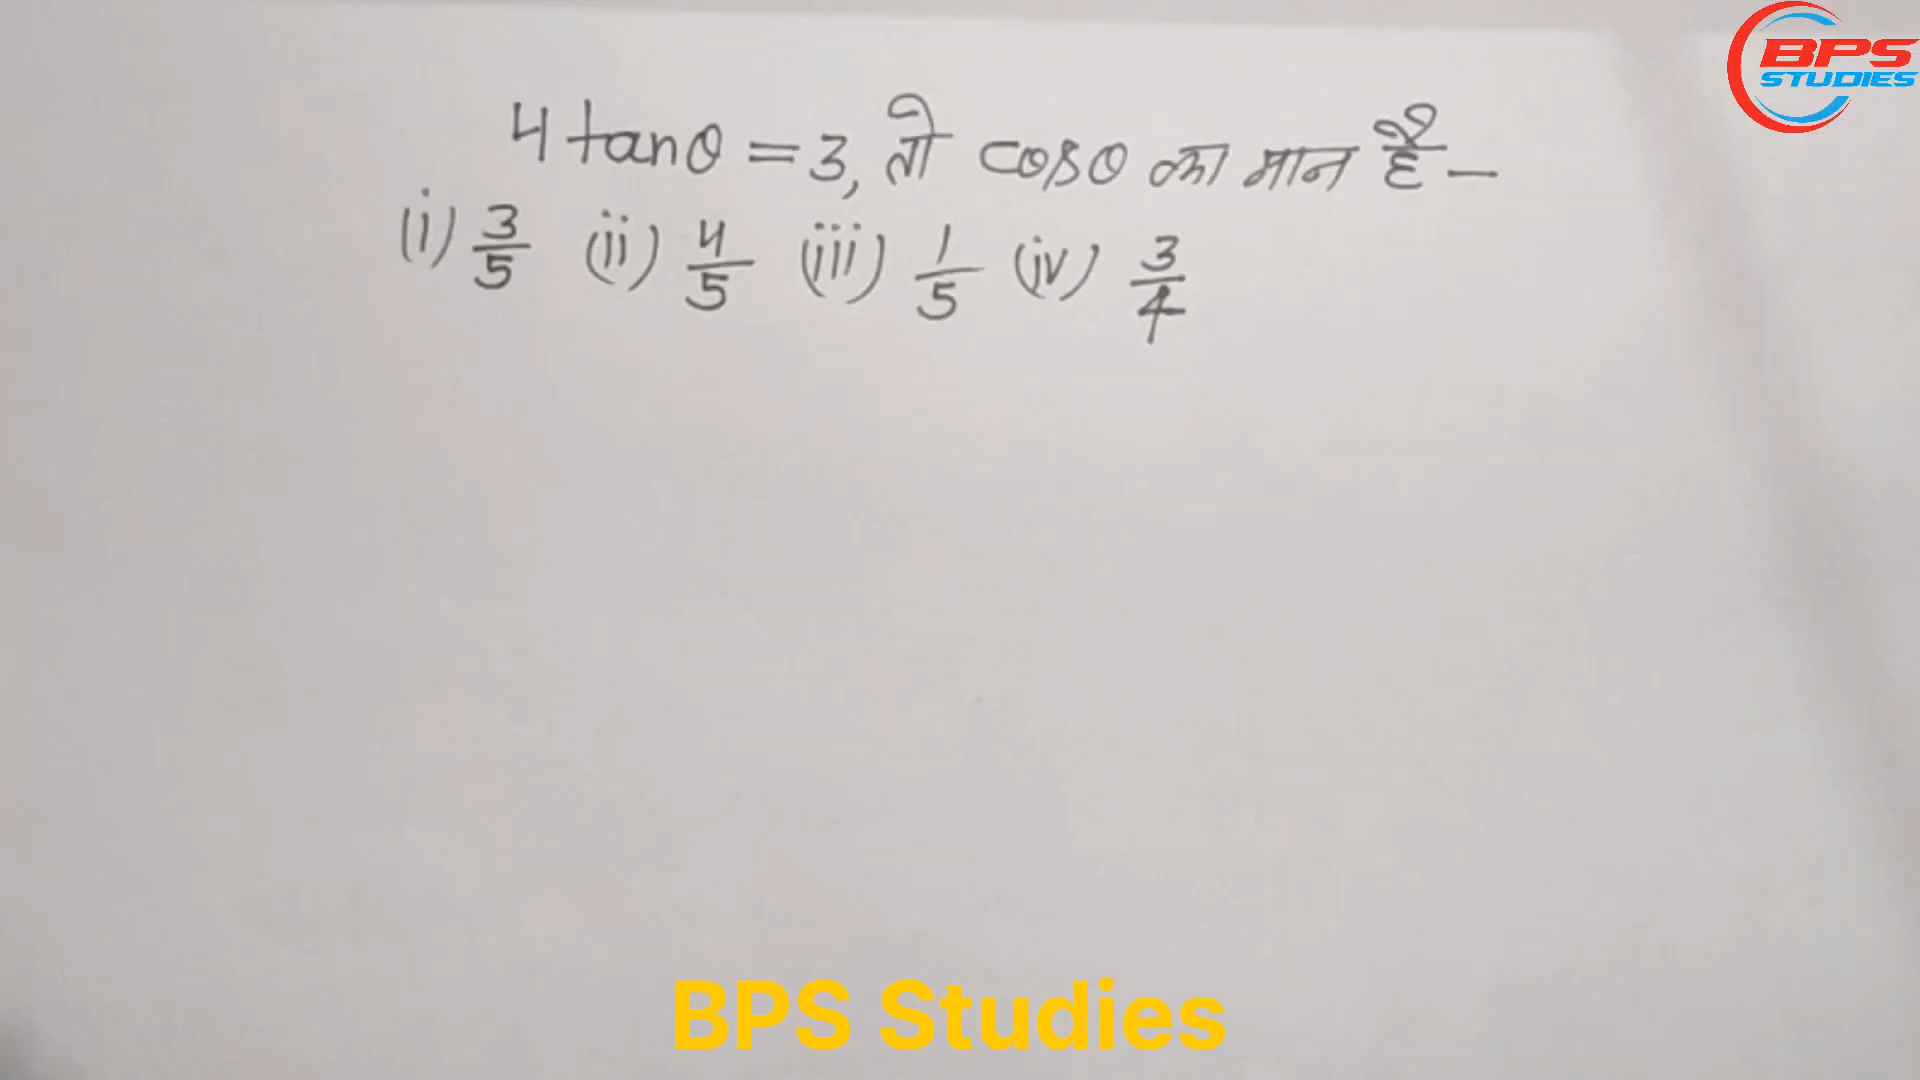 BPS
STUDIES
4 tanθ = 3, तो cosθ का मान है –
(i) 3/5 (ii) 4/5 (iii) 1/5 (iv) 3/4
BPS Studies